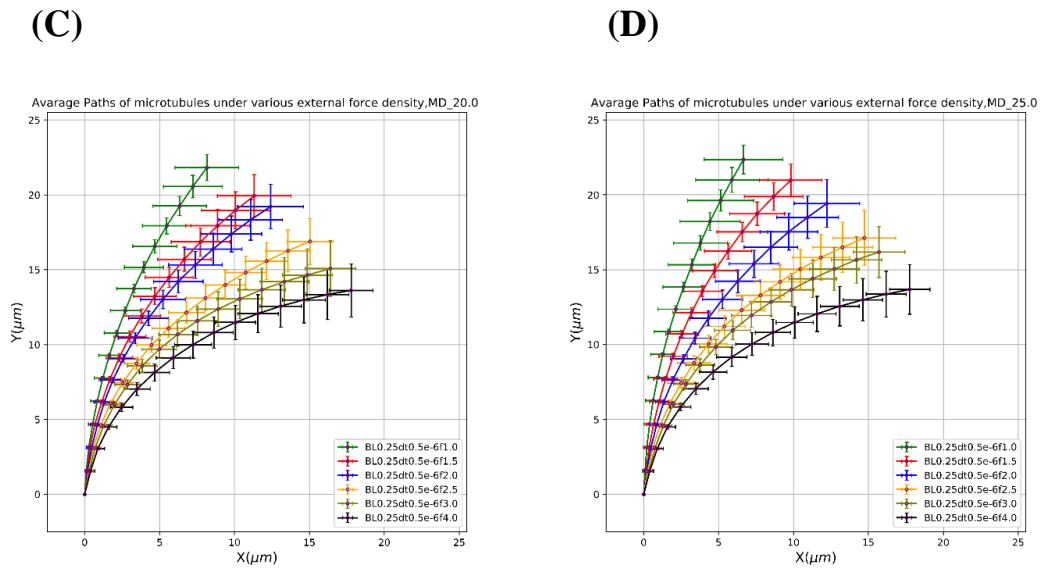 (C)
(D)
Avarage Paths of microtubules under various external force density,MD_20.0
25
20
15
10
5
0
Y(μm)
0 5 10 15 20 25
X(μm)
BL0.25dt0.5e-6f1.0
BL0.25dt0.5e-6f1.5
BL0.25dt0.5e-6f2.0
BL0.25dt0.5e-6f2.5
BL0.25dt0.5e-6f3.0
BL0.25dt0.5e-6f4.0
Avarage Paths of microtubules under various external force density,MD_25.0
25
20
15
10
5
0
Y(μm)
0 5 10 15 20 25
X(μm)
BL0.25dt0.5e-6f1.0
BL0.25dt0.5e-6f1.5
BL0.25dt0.5e-6f2.0
BL0.25dt0.5e-6f2.5
BL0.25dt0.5e-6f3.0
BL0.25dt0.5e-6f4.0